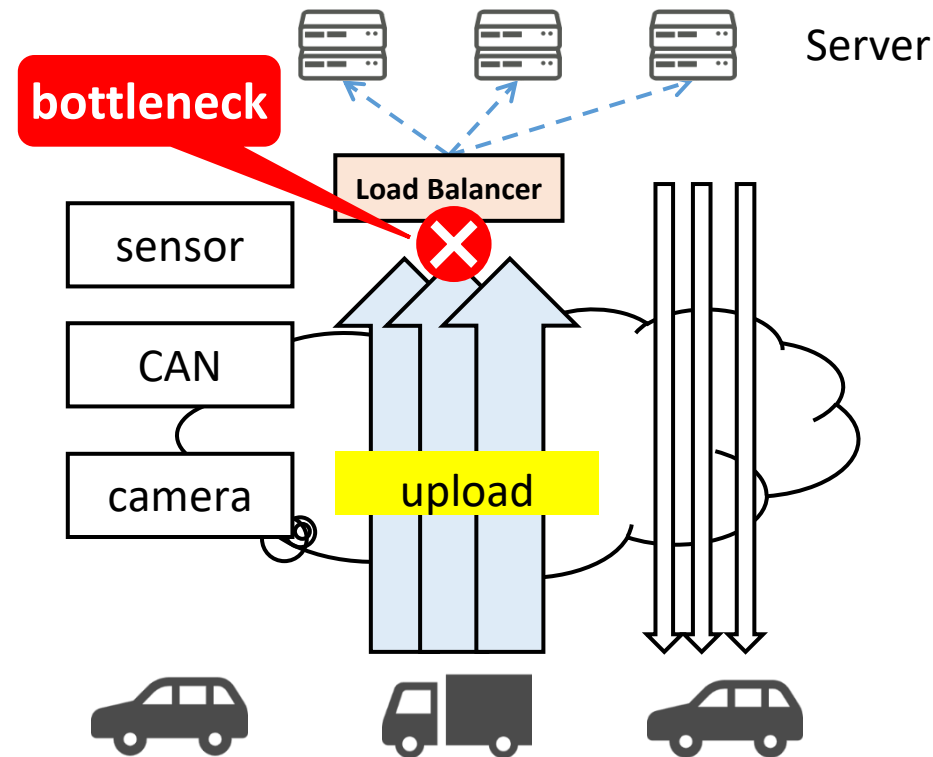 Server
bottleneck
Load Balancer
sensor
CAN
camera
upload